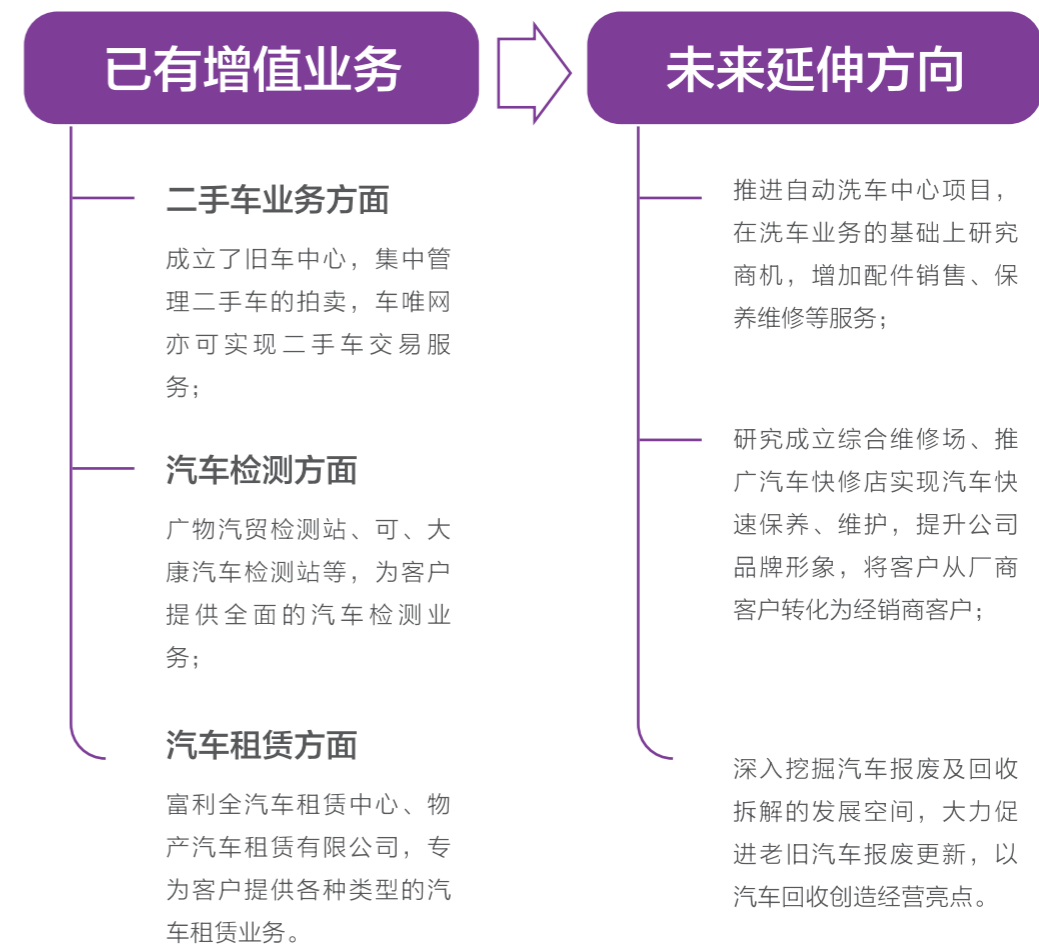 已有增值业务
二手车业务方面
成立了旧车中心，集中管
理二手车的拍卖，车唯网
亦可实现二手车交易服
务；
汽车检测方面
广物汽贸检测站、可、大
康汽车检测站等，为客户
提供全面的汽车检测业
务；
汽车租赁方面
富利全汽车租赁中心、物
产汽车租赁有限公司，专
为客户提供各种类型的汽
车租赁业务。
未来延伸方向
推进自动洗车中心项目，
在洗车业务的基础上研究
商机，增加配件销售、保
养维修等服务；
研究成立综合维修场、推
广汽车快修店实现汽车快
速保养、维护，提升公司
品牌形象，将客户从厂商
客户转化为经销商客户；
深入挖掘汽车报废及回收
拆解的发展空间，大力促
进老旧汽车报废更新，以
汽车回收创造经营亮点。